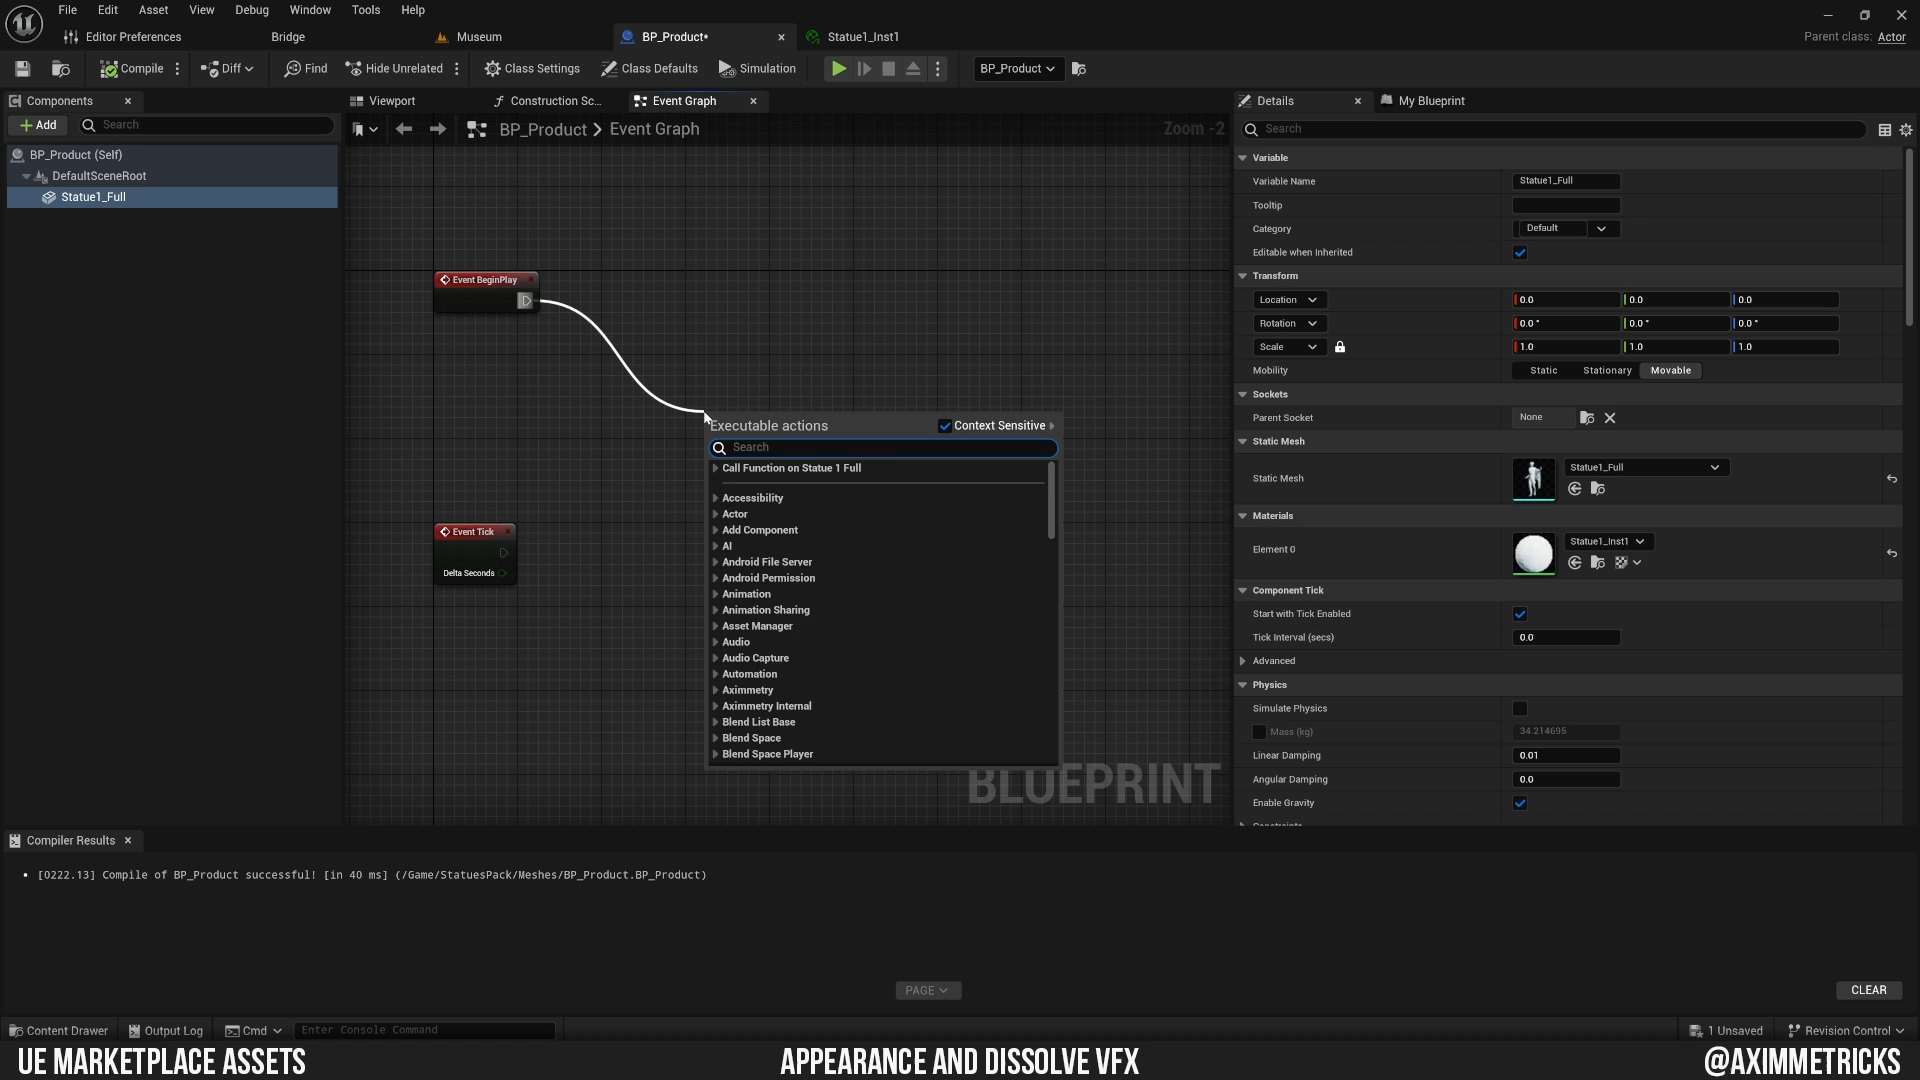 File Edit Asset View Debug Window Tools Help
Editor Preferences Bridge Museum BP_Product* Statue1_Inst1 Parent class: Actor
Compile Diff Find Hide Unrelated Class Settings Class Defaults Simulation BP_Product
Components
Add Search
BP_Product (Self)
DefaultSceneRoot
Statue1_Full
Viewport Construction Sc... Event Graph
BP_Product > Event Graph Zoom -2
Event BeginPlay
Event Tick
Delta Seconds
Executable actions Context Sensitive
Search
Call Function on Statue 1 Full
Accessibility
Actor
Add Component
AI
Android File Server
Android Permission
Animation
Animation Sharing
Asset Manager
Audio
Audio Capture
Automation
Aximmetry
Aximmetry Internal
Blend List Base
Blend Space
Blend Space Player
BLUEPRINT
Details My Blueprint
Search
Variable
Variable Name Statue1_Full
Tooltip
Category Default
Editable when Inherited
Transform
Location 0.0 0.0 0.0
Rotation 0.0 ° 0.0 ° 0.0 °
Scale 1.0 1.0 1.0
Mobility Static Stationary Movable
Sockets
Parent Socket None
Static Mesh
Static Mesh Statue1_Full
Materials
Element 0 Statue1_Inst1
Component Tick
Start with Tick Enabled
Tick Interval (secs) 0.0
Advanced
Physics
Simulate Physics
Mass (kg) 34.214695
Linear Damping 0.01
Angular Damping 0.0
Enable Gravity
Constraints
Compiler Results
• [0222.13] Compile of BP_Product successful! [in 40 ms] (/Game/StatuesPack/Meshes/BP_Product.BP_Product)
PAGE CLEAR
Content Drawer Output Log Cmd Enter Console Command 1 Unsaved Revision Control
UE MARKETPLACE ASSETS APPEARANCE AND DISSOLVE VFX @AXIMMETRICKS